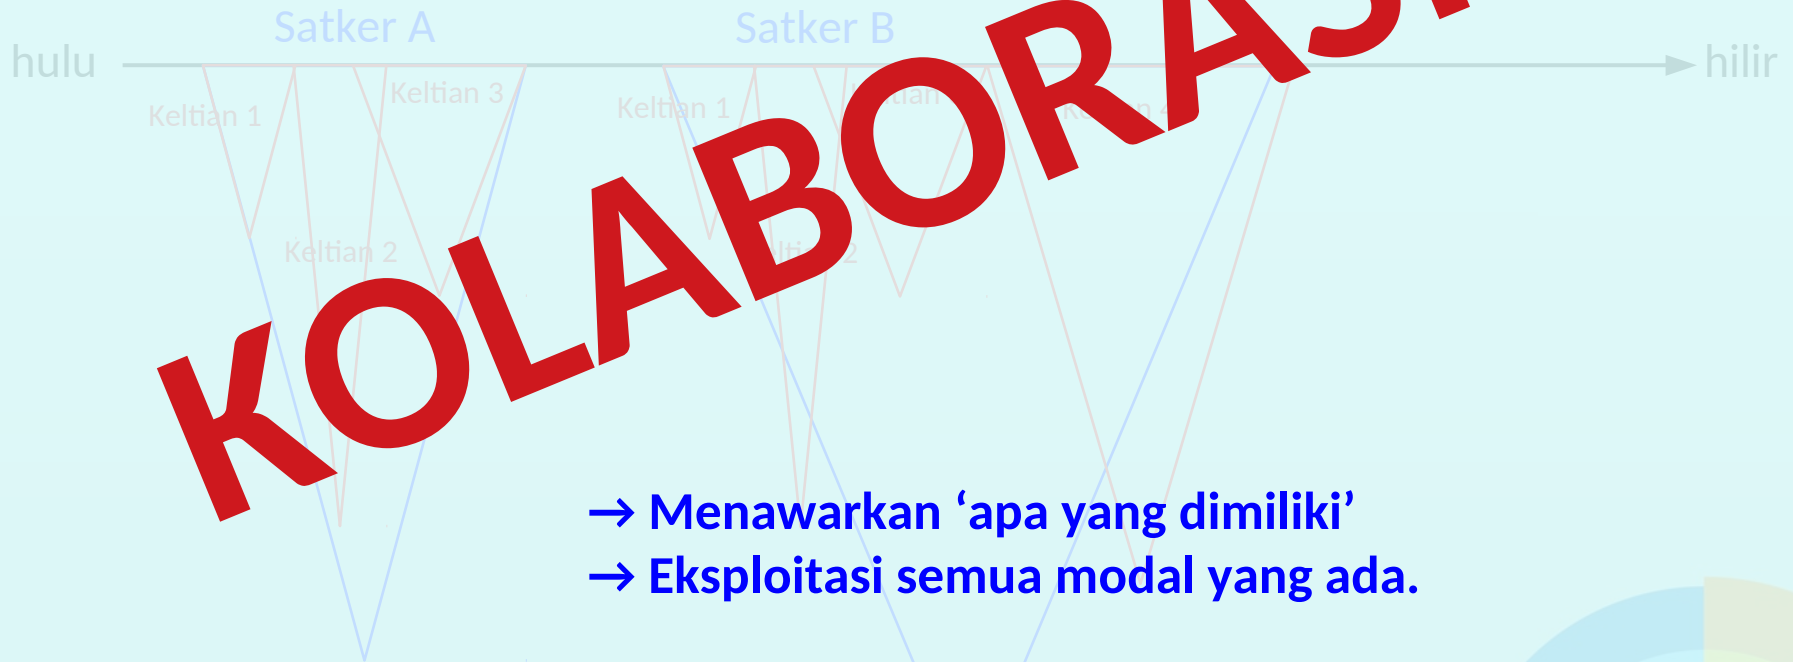 Satker A
Satker B
hulu
hilir
Keltian 3
Keltian 1
Keltian 1
Keltian 2
KOLABORASI
→ Menawarkan ‘apa yang dimiliki’
→ Eksploitasi semua modal yang ada.